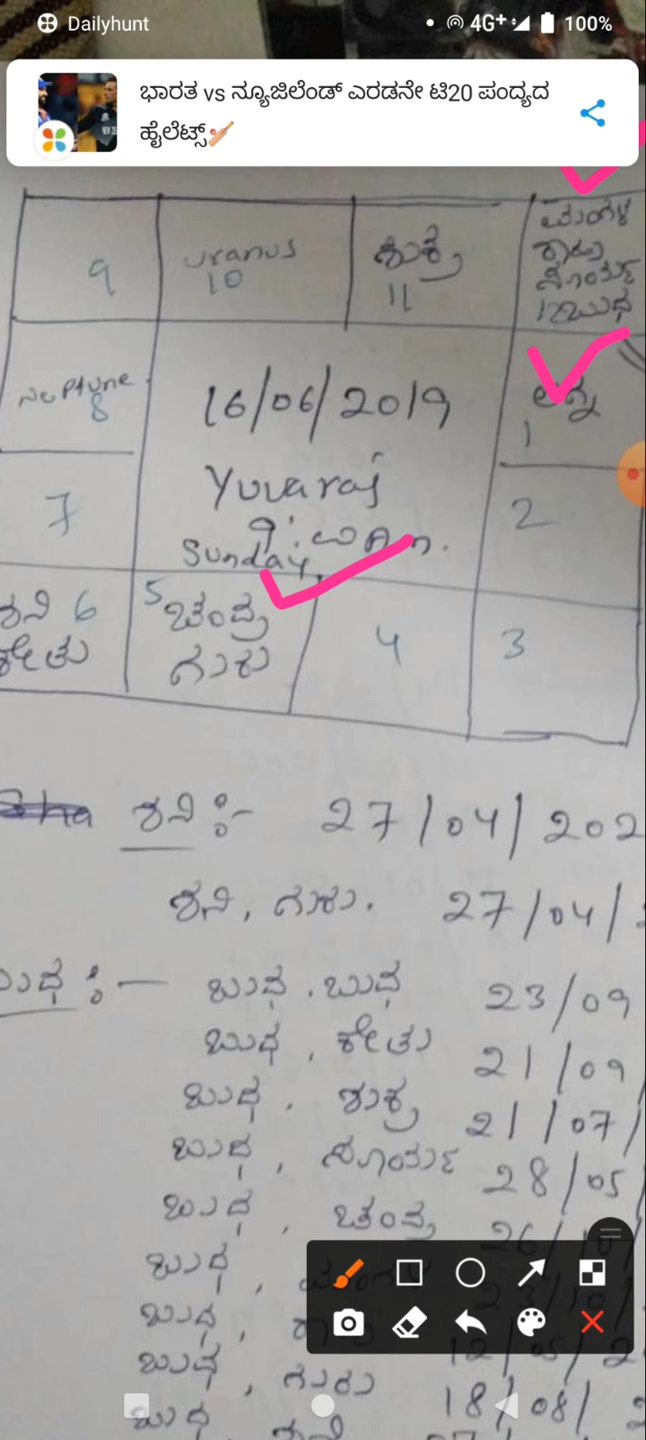 Dailyhunt 4G+ 100%
ಭಾರತ vs ನ್ಯೂಜಿಲೆಂಡ್ ಎರಡನೇ ಟಿ20 ಪಂದ್ಯದ
ಹೈಲೆಟ್ಸ್🏏
9
Uranus
10
ಶುಕ್ರ
11
ಮಂಗಳ
ರಾಹು
ಸೂರ್ಯ
12 ಬುಧ
Neptune
8
16/06/2019
ಲಗ್ನ
1
7
Yuvaraj
Sunday
2
ಶನಿ 6
ಕೇತು
5 ಚಂದ್ರ
ಗುರು
4
3
ಶನಿ :- 27/04/202
ಶನಿ, ಗುರು. 27/04/
ಬುಧ :- ಬುಧ . ಬುಧ 23/09
ಬುಧ , ಕೇತು 21/09
ಬುಧ . ಶುಕ್ರ 21/07/
ಬುಧ , ಸೂರ್ಯ 28/05
ಬುಧ , ಚಂದ್ರ 26/
ಬುಧ ,
ಬುಧ ,
ಬುಧ , ಗುರು 18/08/
ಬುಧ